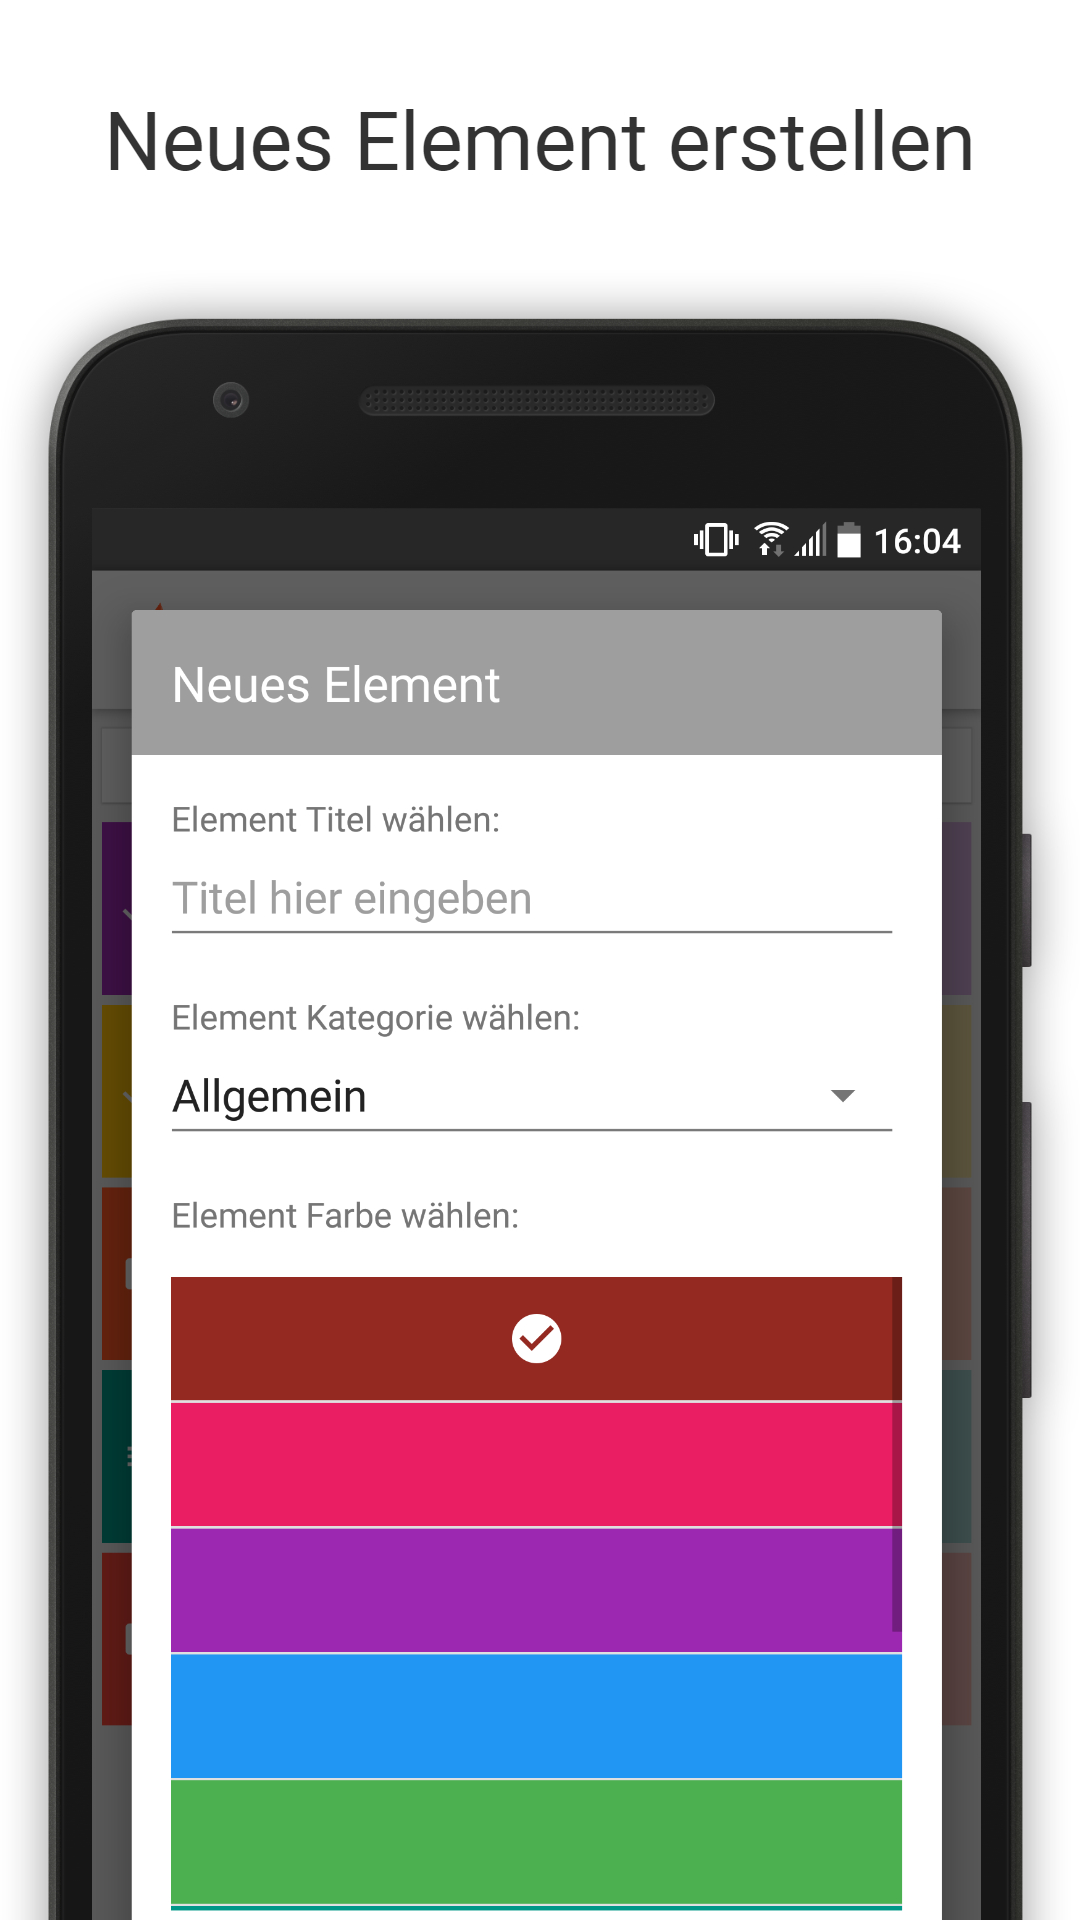 Neues Element erstellen
16:04
Neues Element
Element Titel wählen:
Titel hier eingeben
Element Kategorie wählen:
Allgemein
Element Farbe wählen: